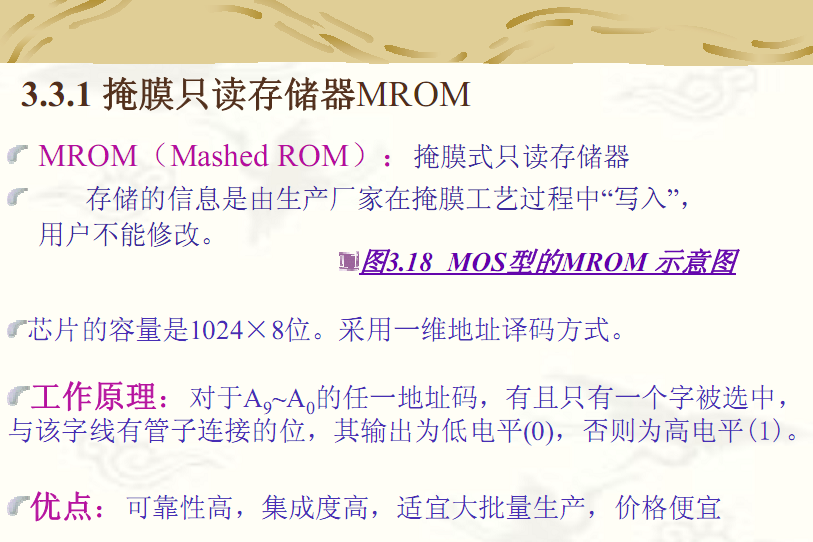 3.3.1 掩膜只读存储器MROM
MROM（Mashed ROM）：掩膜式只读存储器
存储的信息是由生产厂家在掩膜工艺过程中“写入”，
用户不能修改。
图3.18 MOS型的MROM 示意图
芯片的容量是1024×8位。采用一维地址译码方式。
工作原理：对于A9~A0的任一地址码，有且只有一个字被选中，
与该字线有管子连接的位，其输出为低电平(0)，否则为高电平(1)。
优点：可靠性高，集成度高，适宜大批量生产，价格便宜